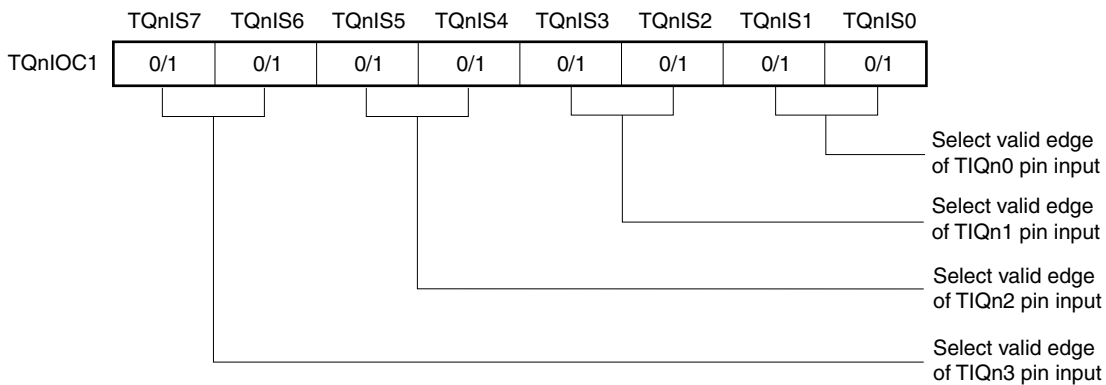 TQnIS7 TQnIS6 TQnIS5 TQnIS4 TQnIS3 TQnIS2 TQnIS1 TQnIS0
TQnIOC1 0/1 0/1 0/1 0/1 0/1 0/1 0/1 0/1
Select valid edge
of TIQn0 pin input
Select valid edge
of TIQn1 pin input
Select valid edge
of TIQn2 pin input
Select valid edge
of TIQn3 pin input